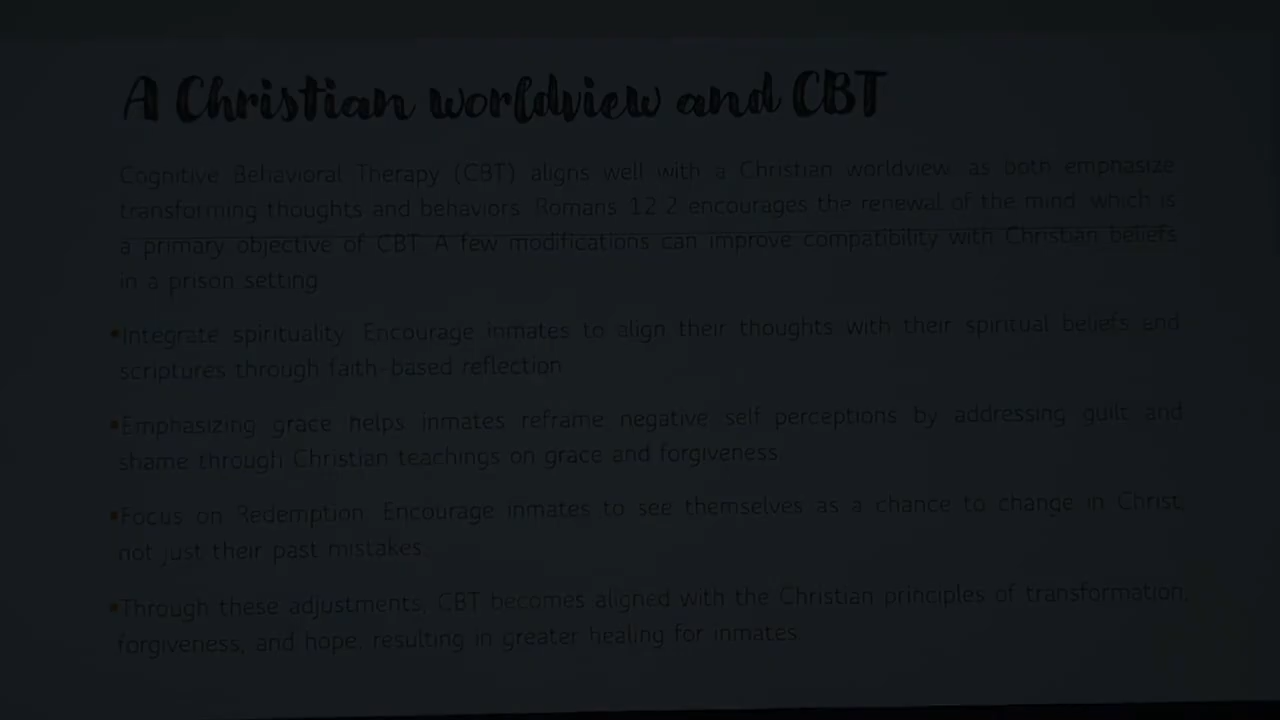 A Christian worldview and CBT
Cognitive Behavioral Therapy (CBT) aligns well with a Christian worldview, as both emphasize
transforming thoughts and behaviors. Romans 12:2 encourages the renewal of the mind, which is
a primary objective of CBT. A few modifications can improve compatibility with Christian beliefs
in a prison setting.
•Integrate spirituality: Encourage inmates to align their thoughts with their spiritual beliefs and
scriptures through faith-based reflection.
•Emphasizing grace helps inmates reframe negative self perceptions by addressing guilt and
shame through Christian teachings on grace and forgiveness.
•Focus on Redemption: Encourage inmates to see themselves as a chance to change in Christ,
not just their past mistakes.
•Through these adjustments, CBT becomes aligned with the Christian principles of transformation,
forgiveness, and hope, resulting in greater healing for inmates.